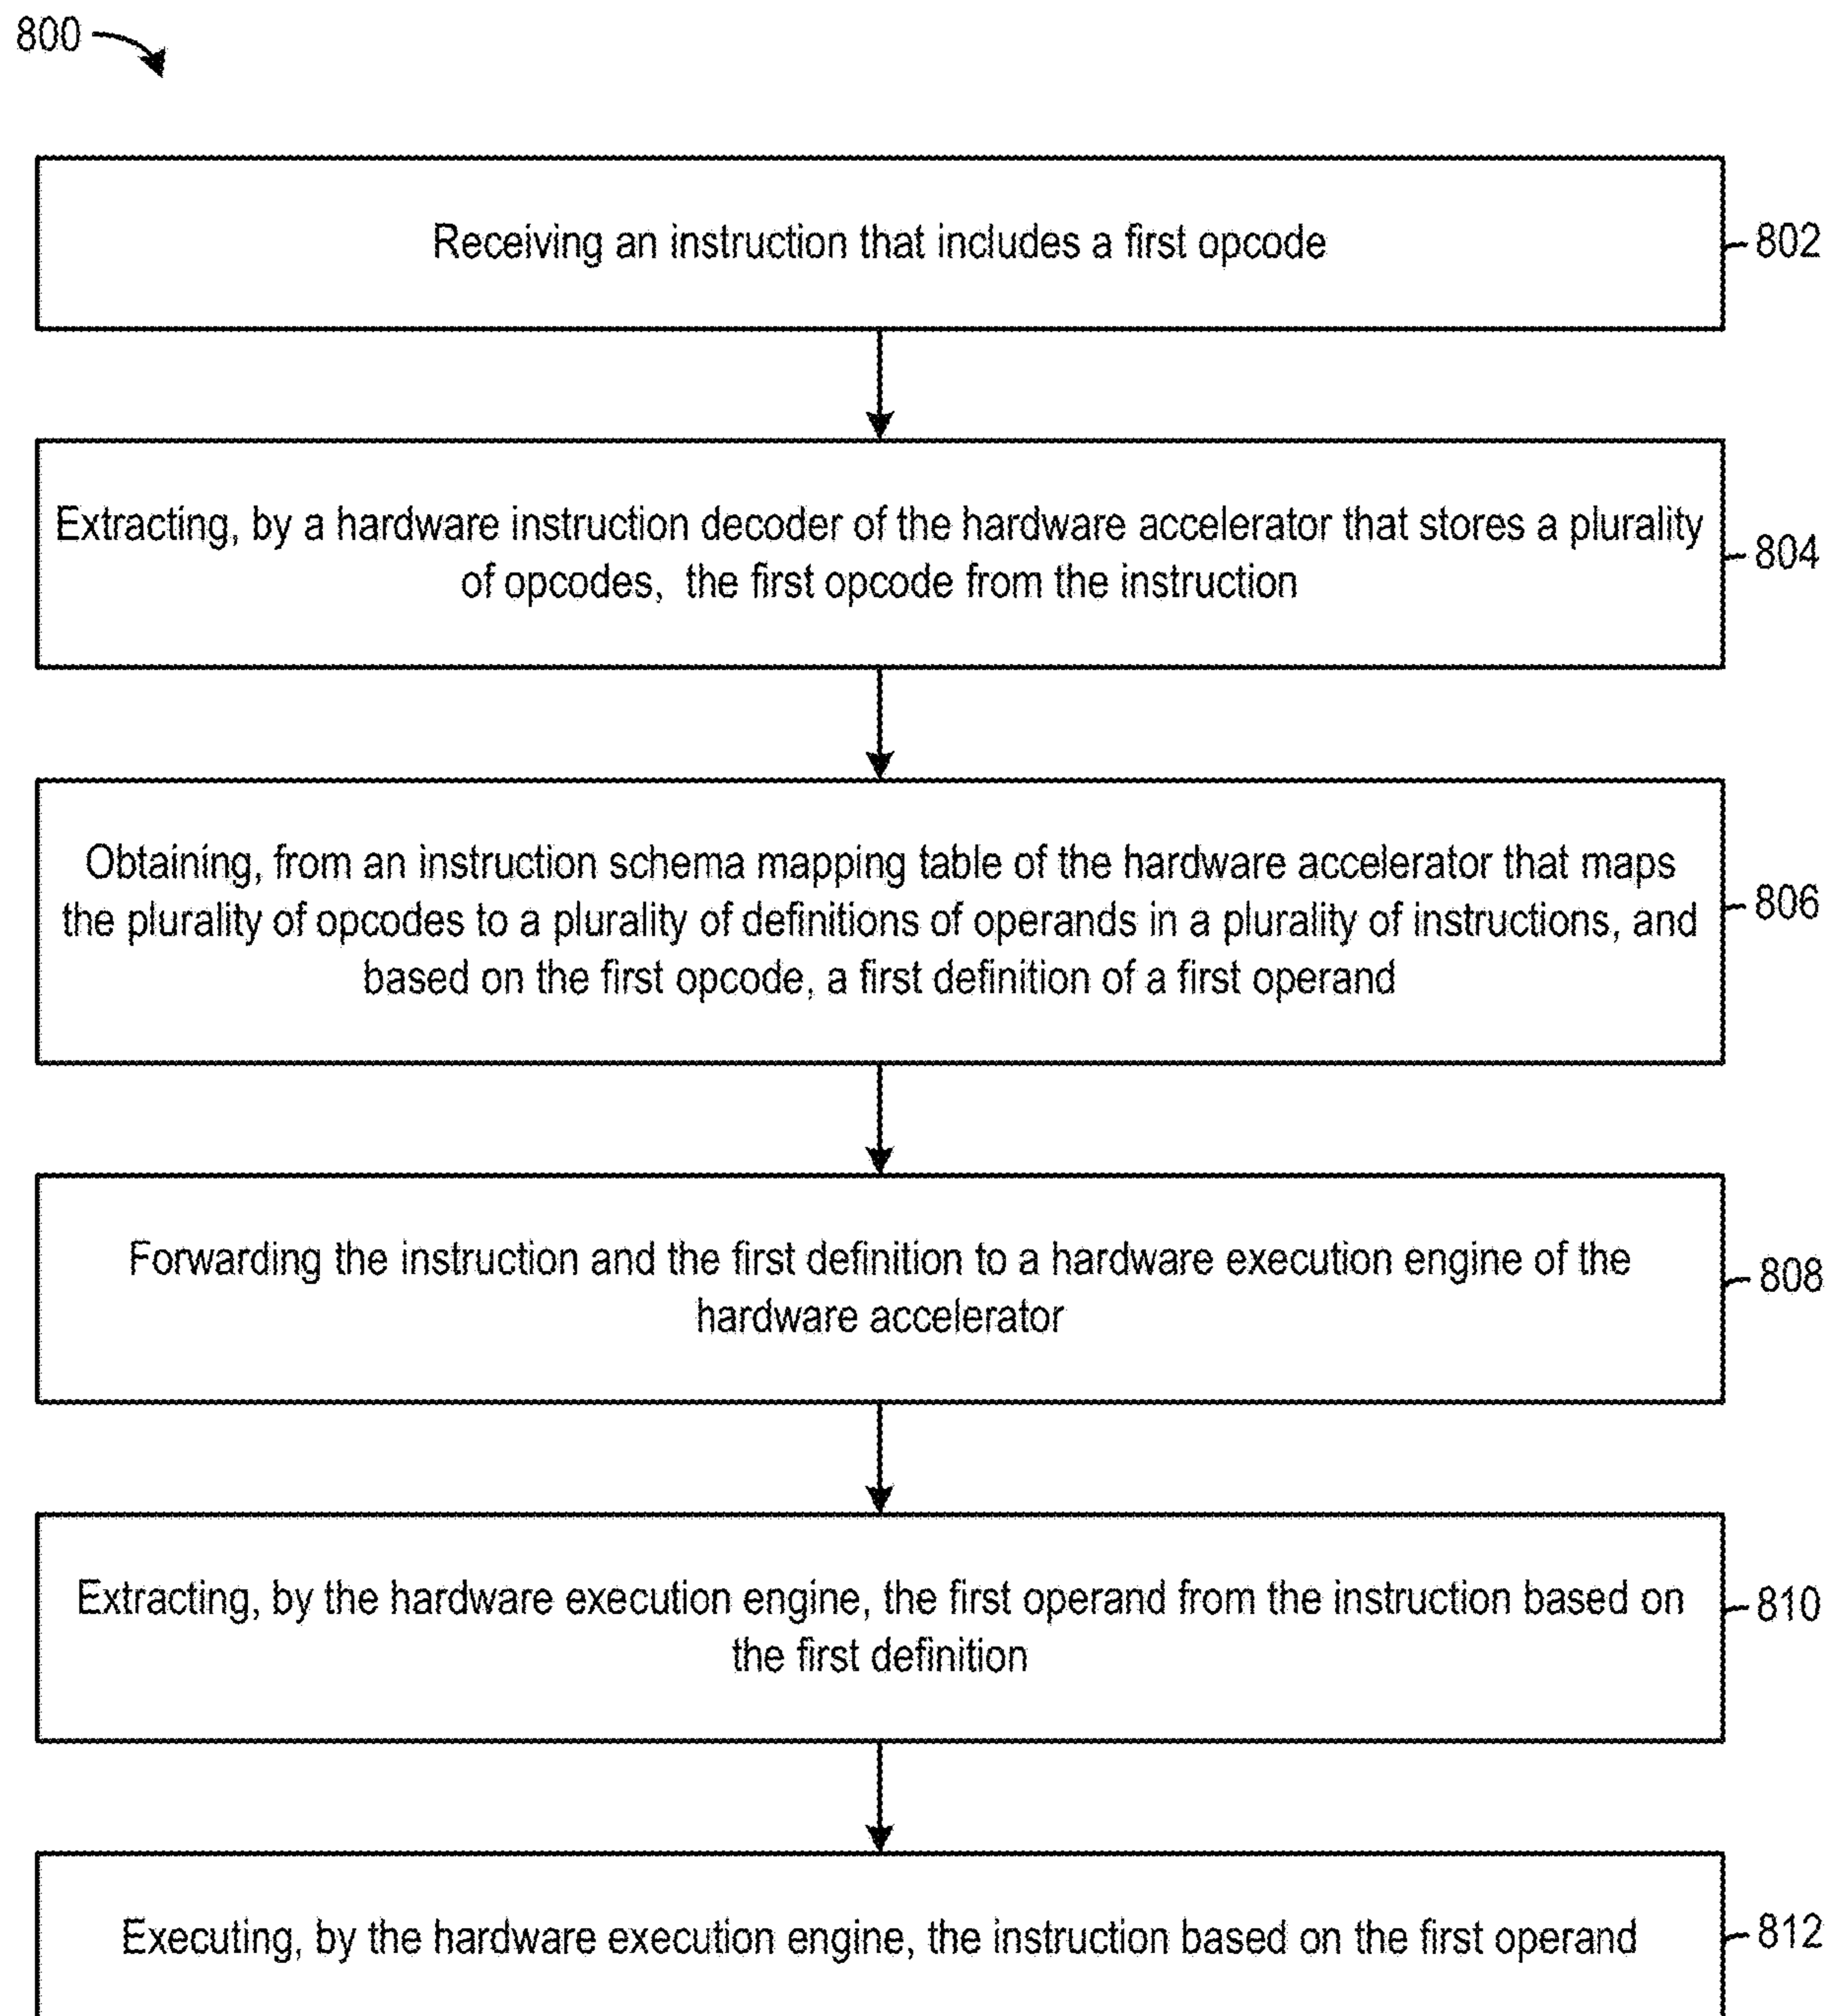 800
Receiving an instruction that includes a first opcode
802
Extracting, by a hardware instruction decoder of the hardware accelerator that stores a plurality
of opcodes, the first opcode from the instruction
804
Obtaining, from an instruction schema mapping table of the hardware accelerator that maps
the plurality of opcodes to a plurality of definitions of operands in a plurality of instructions, and
based on the first opcode, a first definition of a first operand
806
Forwarding the instruction and the first definition to a hardware execution engine of the
hardware accelerator
808
Extracting, by the hardware execution engine, the first operand from the instruction based on
the first definition
810
Executing, by the hardware execution engine, the instruction based on the first operand
812